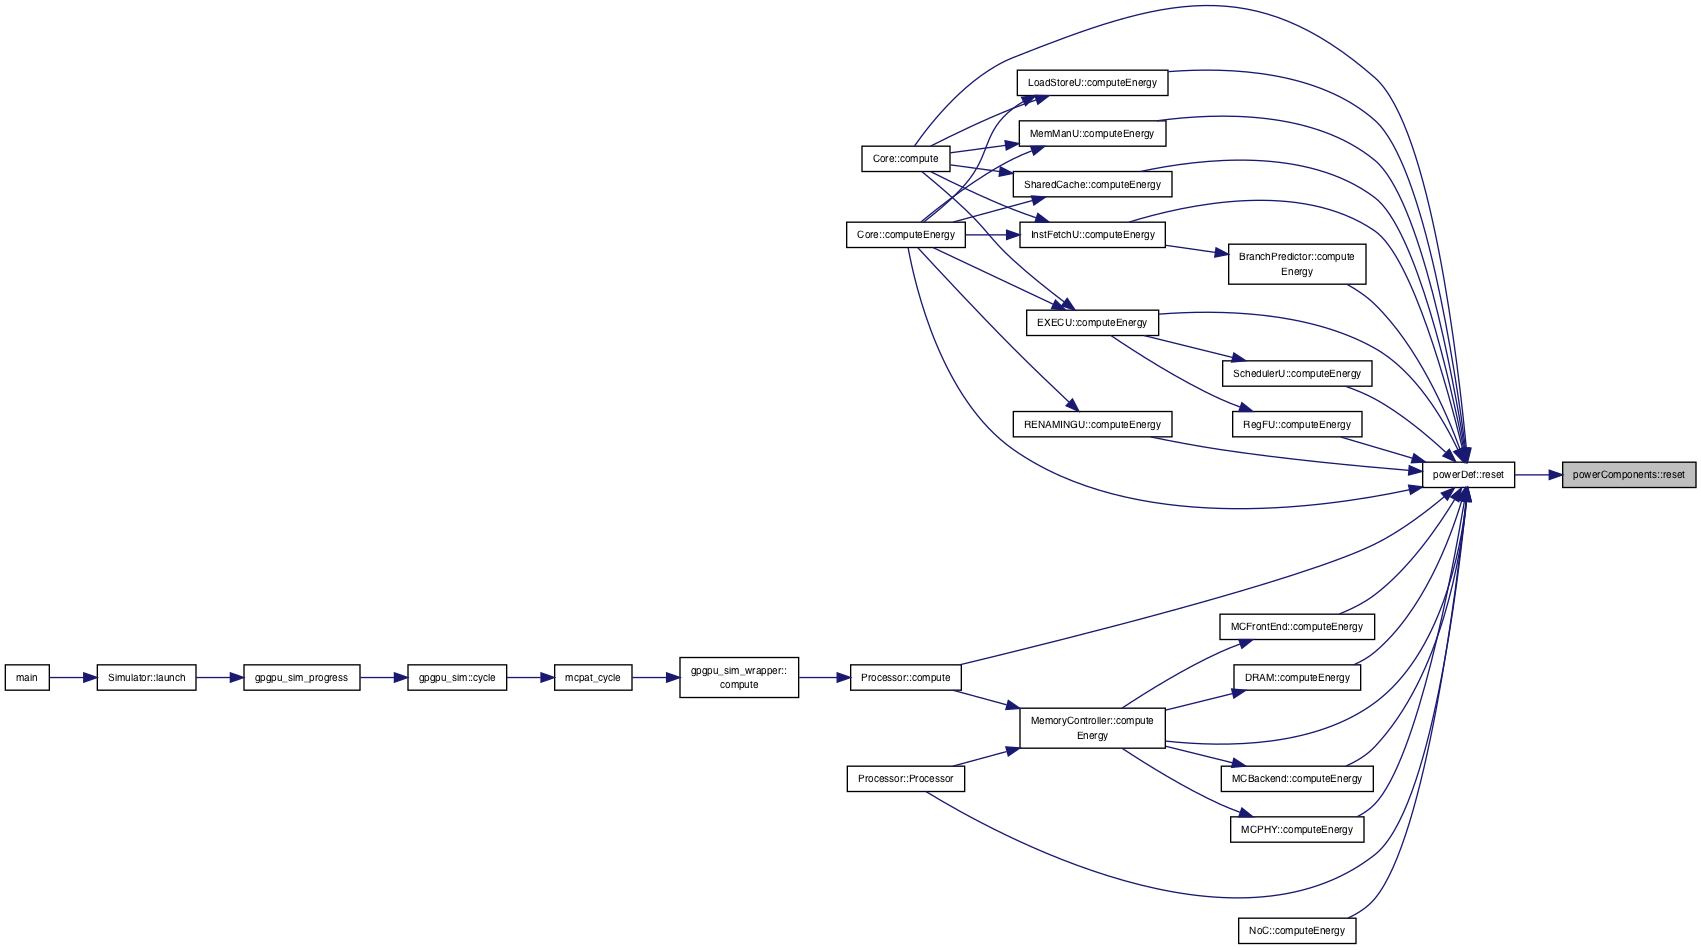 LoadStoreU::computeEnergy
MemManU::computeEnergy
Core::compute
SharedCache::computeEnergy
Core::computeEnergy
InstFetchU::computeEnergy
BranchPredictor::compute
Energy
EXECU::computeEnergy
SchedulerU::computeEnergy
RENAMINGU::computeEnergy
RegFU::computeEnergy
powerDef::reset
powerComponents::reset
MCFrontEnd::computeEnergy
main
Simulator::launch
gpgpu_sim_progress
gpgpu_sim::cycle
mcpat_cycle
gpgpu_sim_wrapper::
compute
Processor::compute
DRAM::computeEnergy
MemoryController::compute
Energy
Processor::Processor
MCBackend::computeEnergy
MCPHY::computeEnergy
NoC::computeEnergy